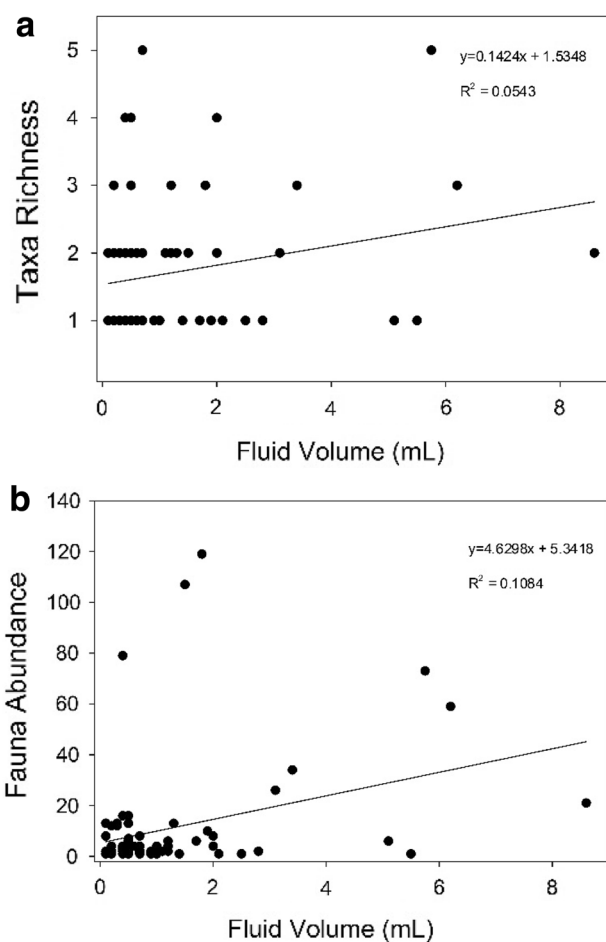 a
5
4
3
2
1
Taxa Richness
y=0.1424x + 1.5348
R² = 0.0543
0 2 4 6 8
Fluid Volume (mL)
b
140
120
100
80
60
40
20
0
Fauna Abundance
y=4.6298x + 5.3418
R² = 0.1084
0 2 4 6 8
Fluid Volume (mL)